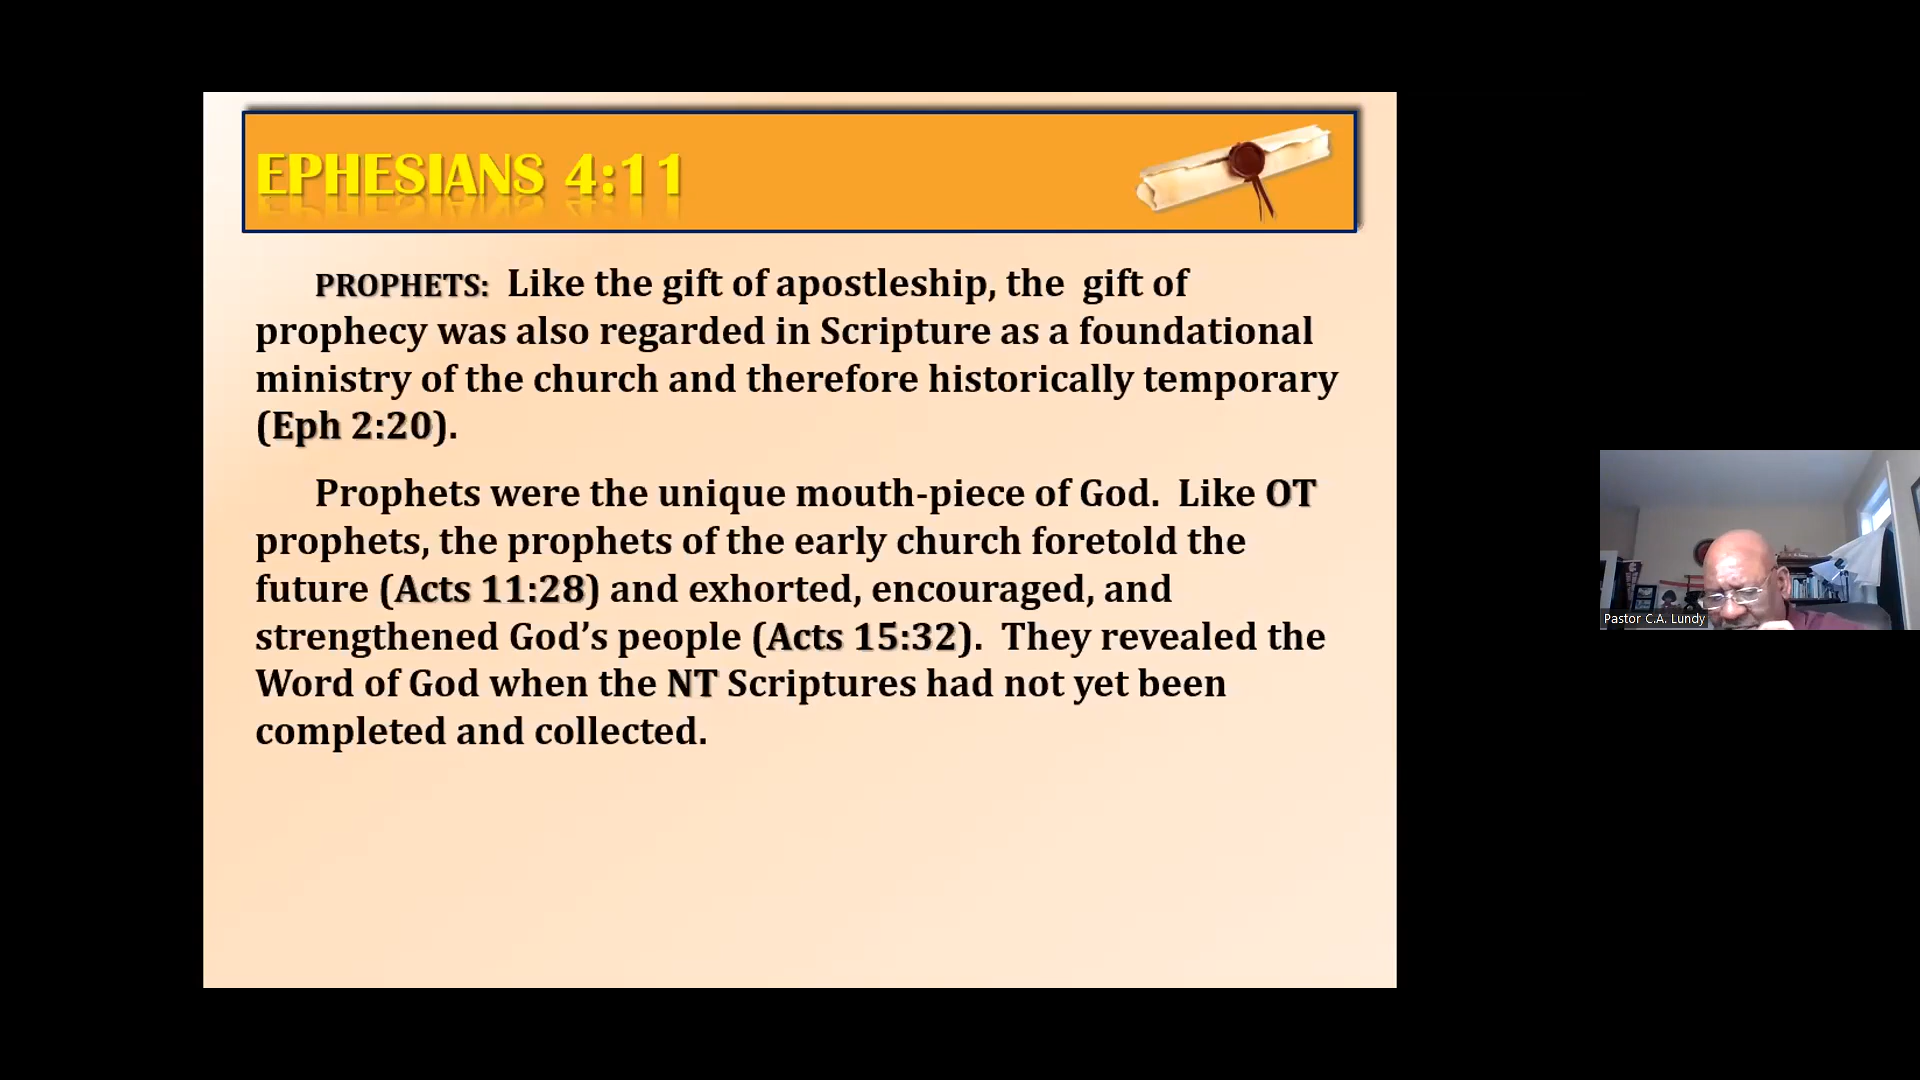 EPHESIANS 4:11
PROPHETS:  Like the gift of apostleship, the  gift of
prophecy was also regarded in Scripture as a foundational
ministry of the church and therefore historically temporary
(Eph 2:20).
Prophets were the unique mouth-piece of God.  Like OT
prophets, the prophets of the early church foretold the
future (Acts 11:28) and exhorted, encouraged, and
strengthened God’s people (Acts 15:32).  They revealed the
Word of God when the NT Scriptures had not yet been
completed and collected.
Pastor C.A. Lundy